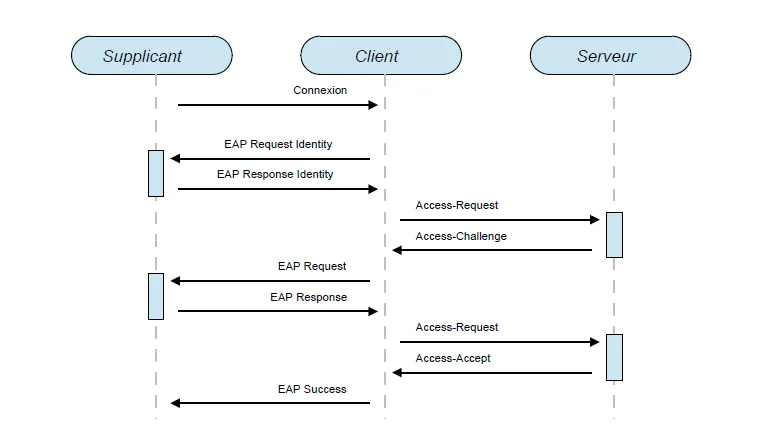 Supplicant
Client
Serveur
Connexion
EAP Request Identity
EAP Response Identity
Access-Request
Access-Challenge
EAP Request
EAP Response
Access-Request
Access-Accept
EAP Success